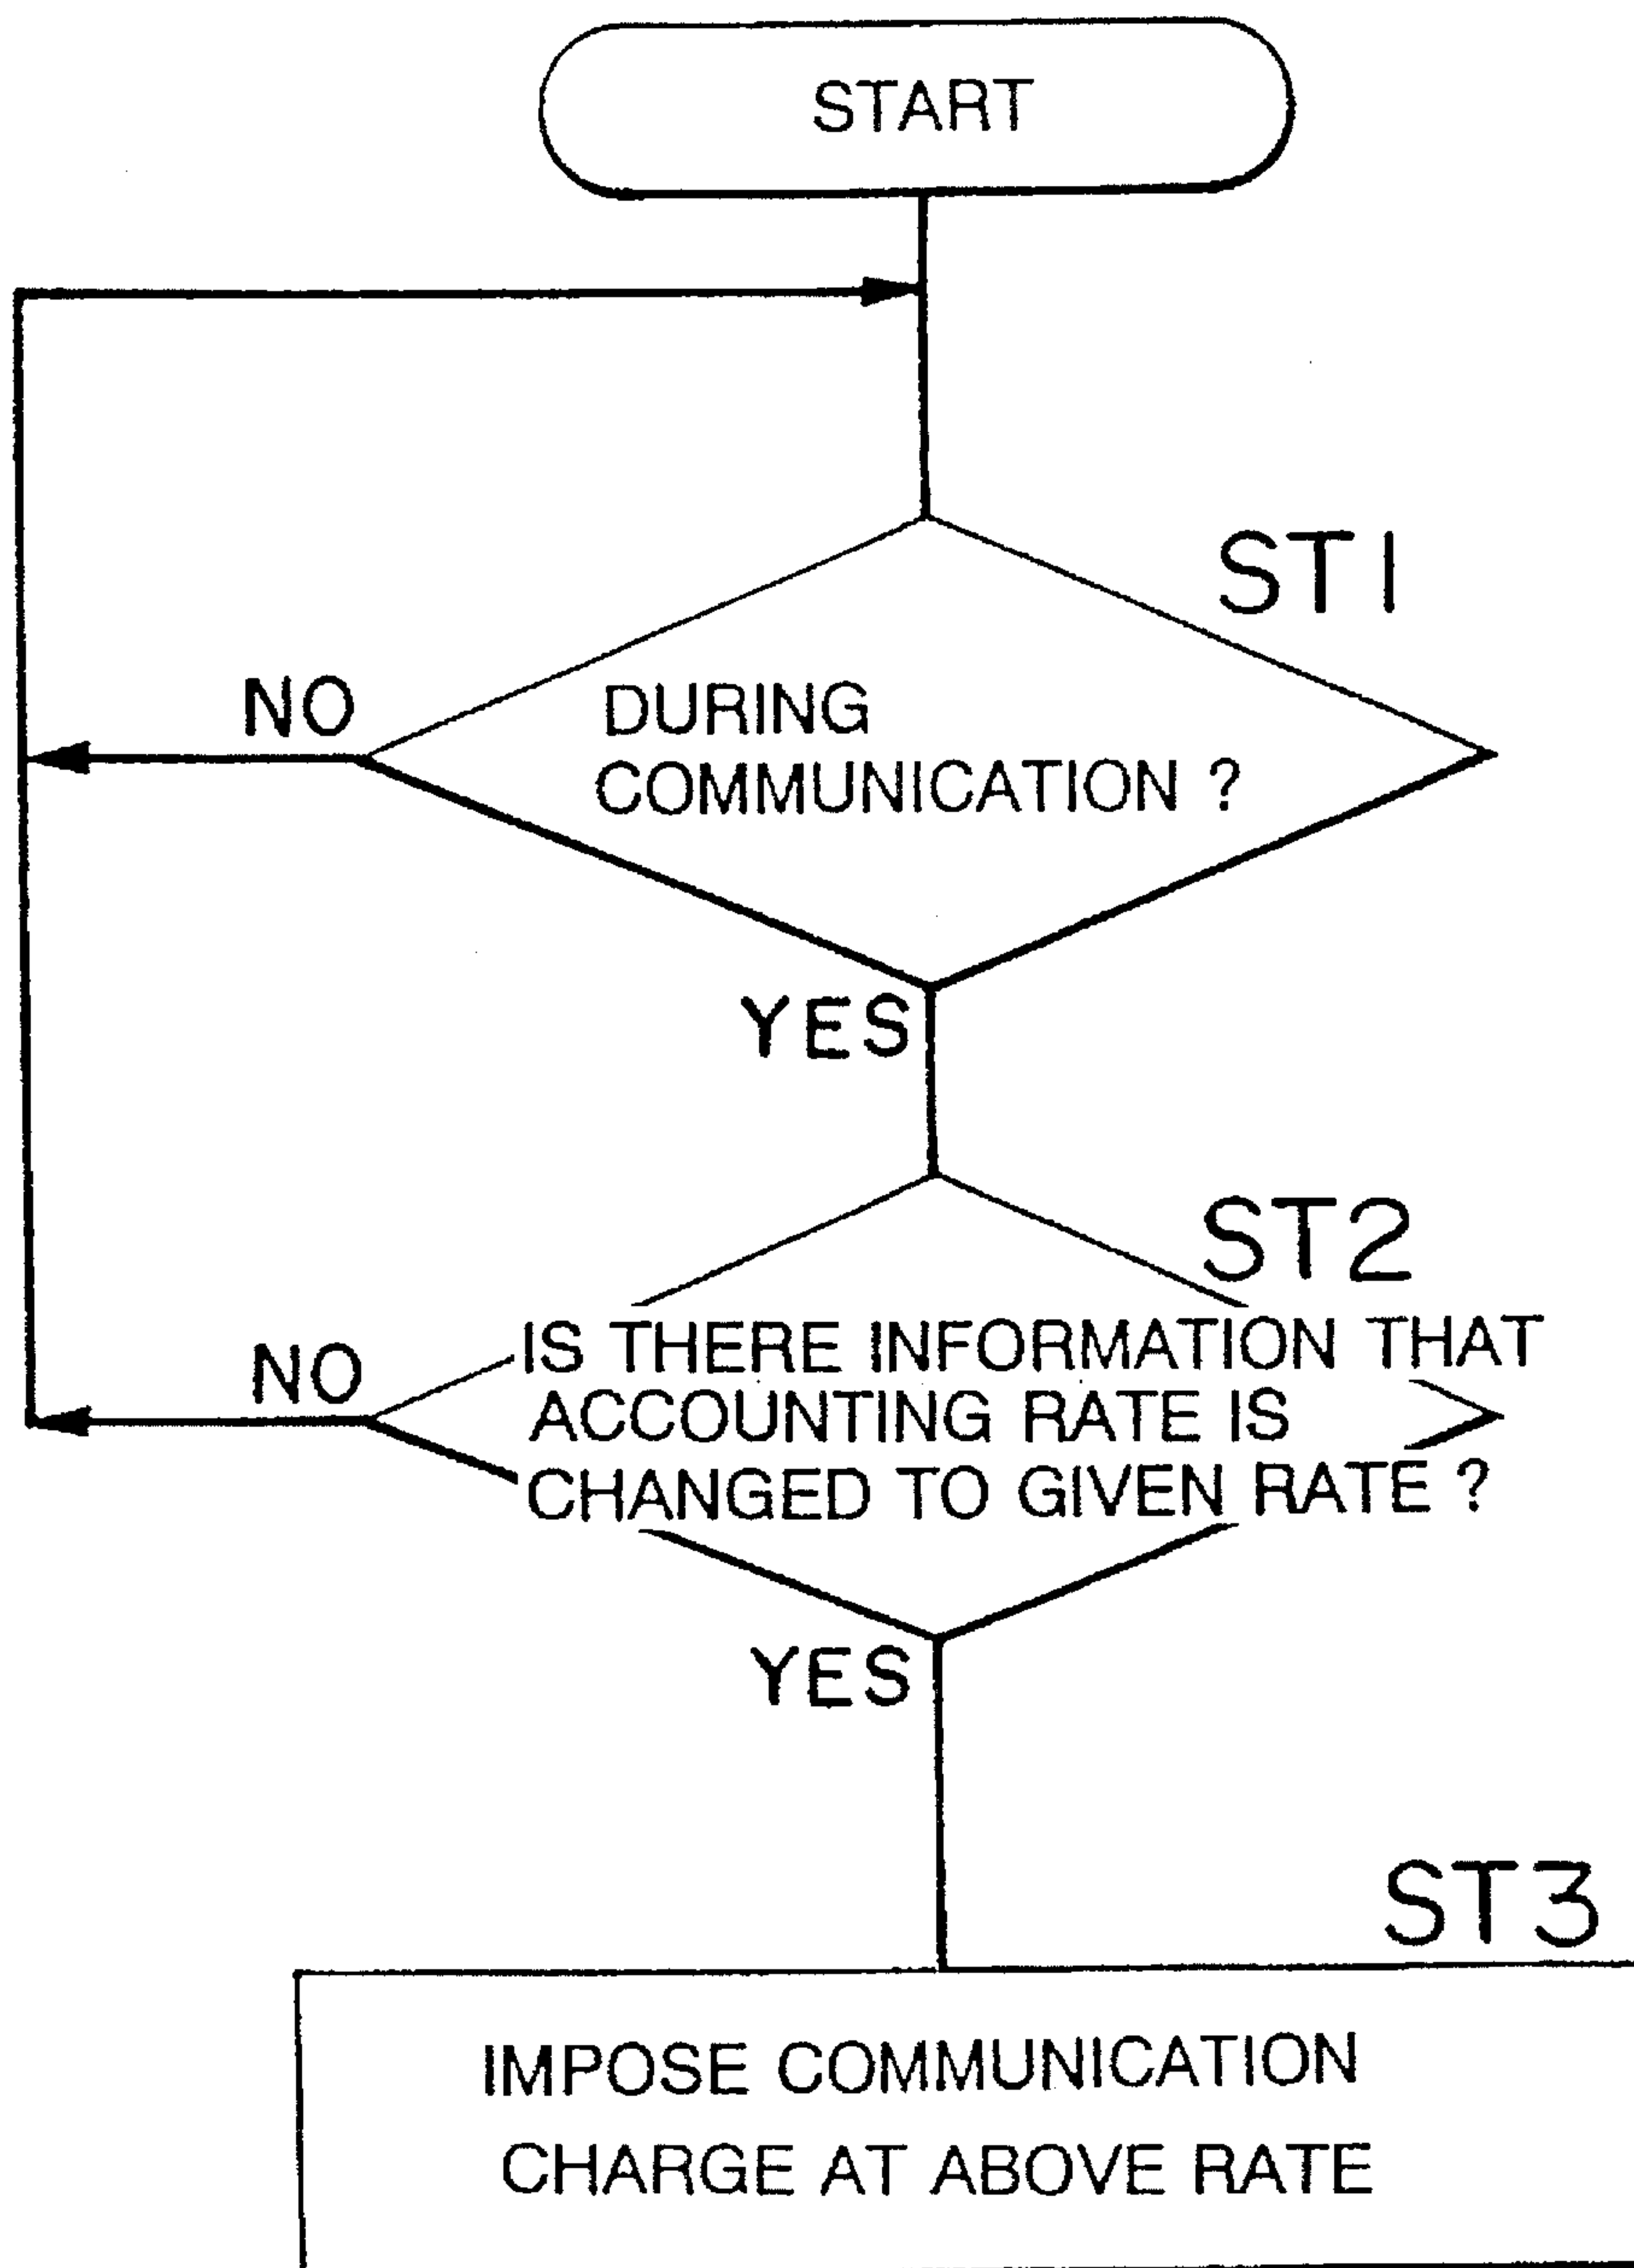 START
ST1
NO
DURING
COMMUNICATION ?
YES
ST2
NO
IS THERE INFORMATION THAT
ACCOUNTING RATE IS
CHANGED TO GIVEN RATE ?
YES
ST3
IMPOSE COMMUNICATION
CHARGE AT ABOVE RATE